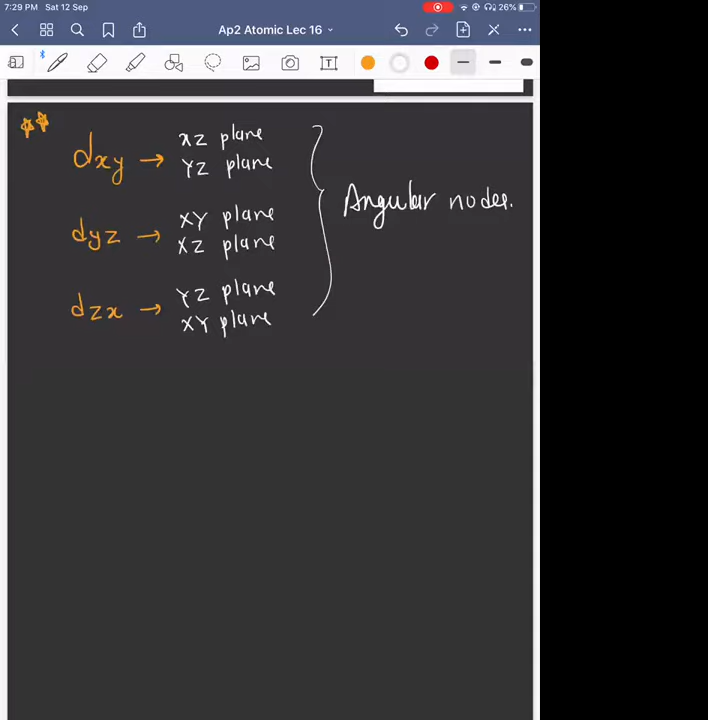 7:29 PM Sat 12 Sep
26%
Ap2 Atomic Lec 16
T
dxy → xz plane
YZ plane
Angular nodes.
dyz → XY plane
XZ plane
dzx → YZ plane
XY plane